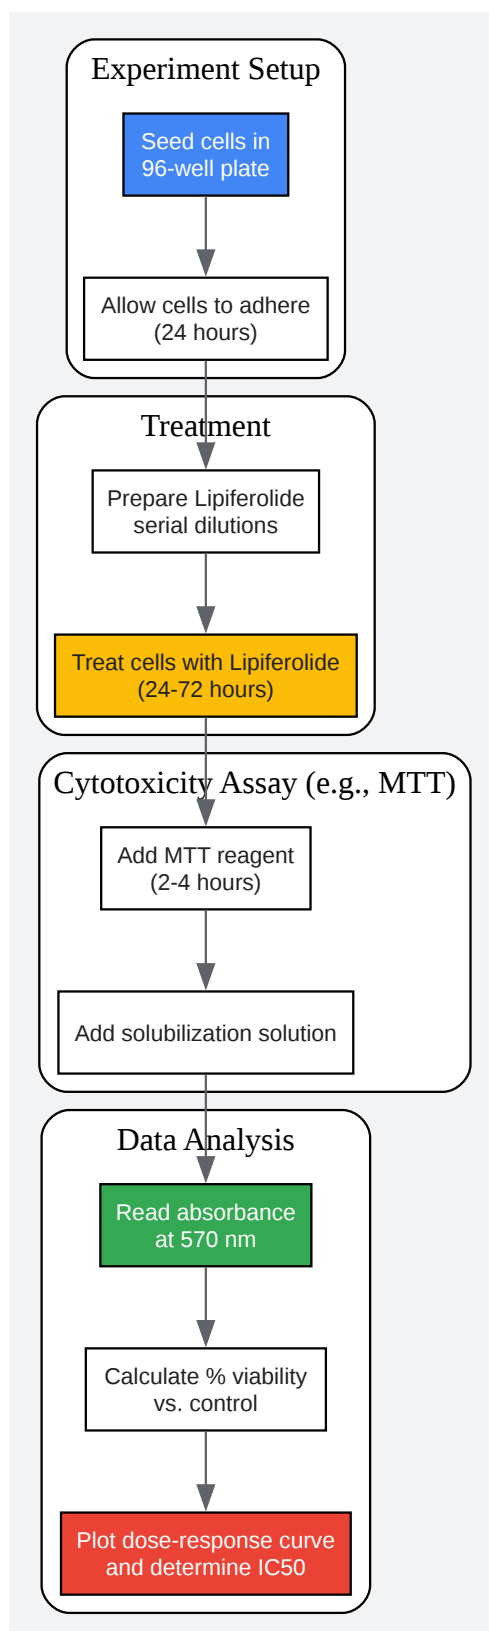 Experiment Setup
Seed cells in
96-well plate
Allow cells to adhere
(24 hours)
Treatment
Prepare Lipiferolide
serial dilutions
Treat cells with Lipiferolide
(24-72 hours)
Cytotoxicity Assay (e.g., MTT)
Add MTT reagent
(2-4 hours)
Add solubilization solution
Data Analysis
Read absorbance
at 570 nm
Calculate % viability
vs. control
Plot dose-response curve
and determine IC50